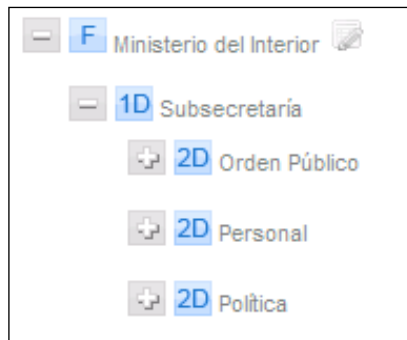 F Ministerio del Interior
1D Subsecretaría
2D Orden Público
2D Personal
2D Política